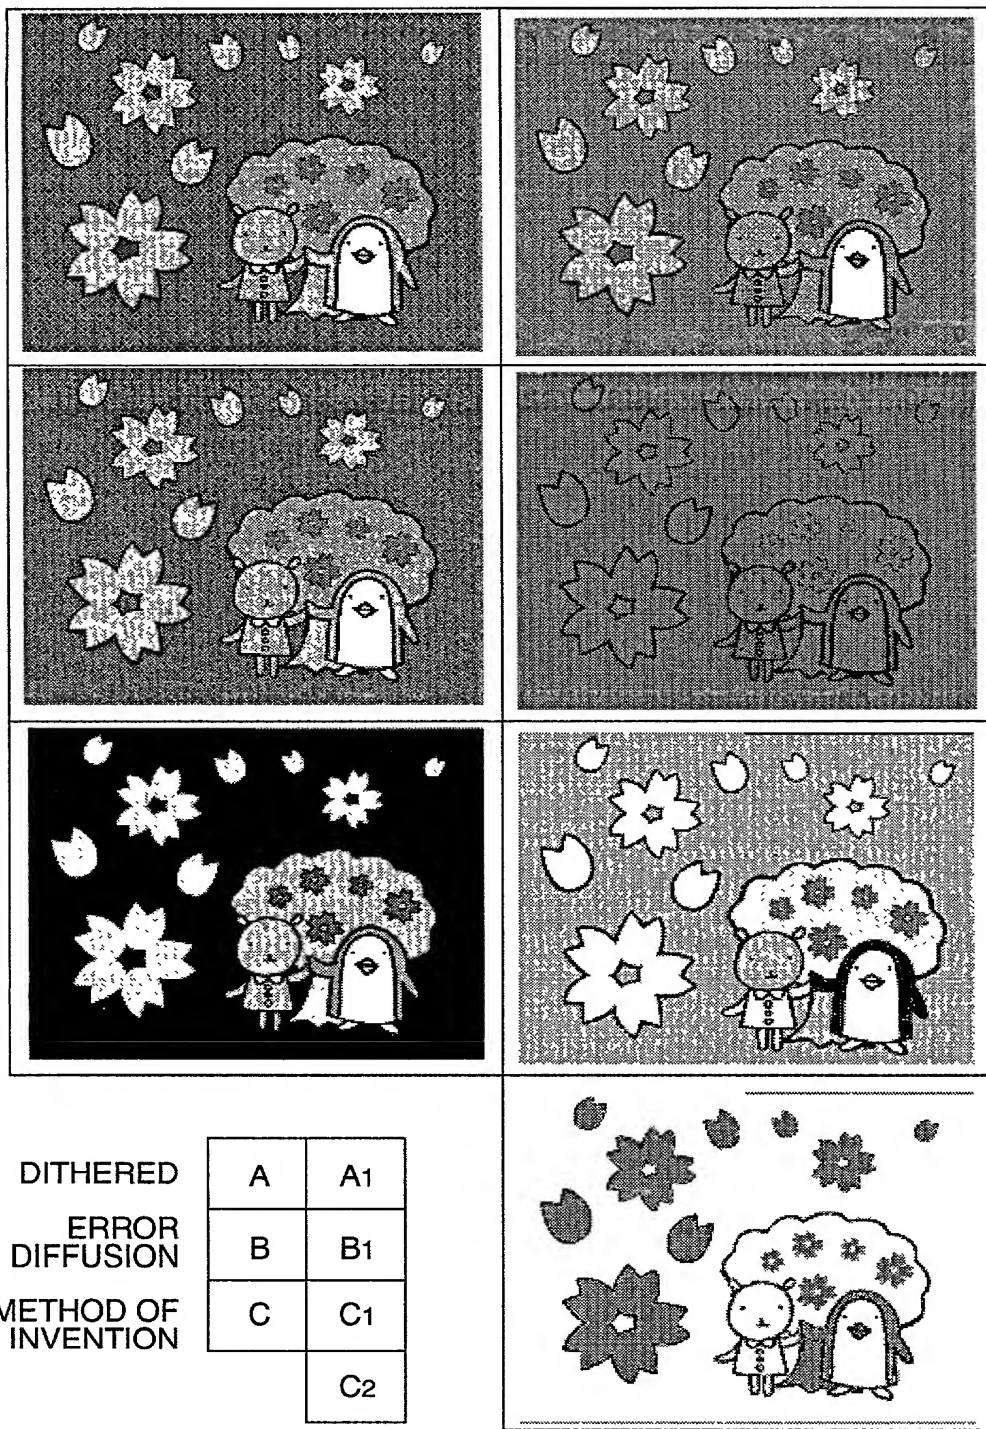 DITHERED A A1
ERROR
DIFFUSION B B1
METHOD OF
INVENTION C C1
C2